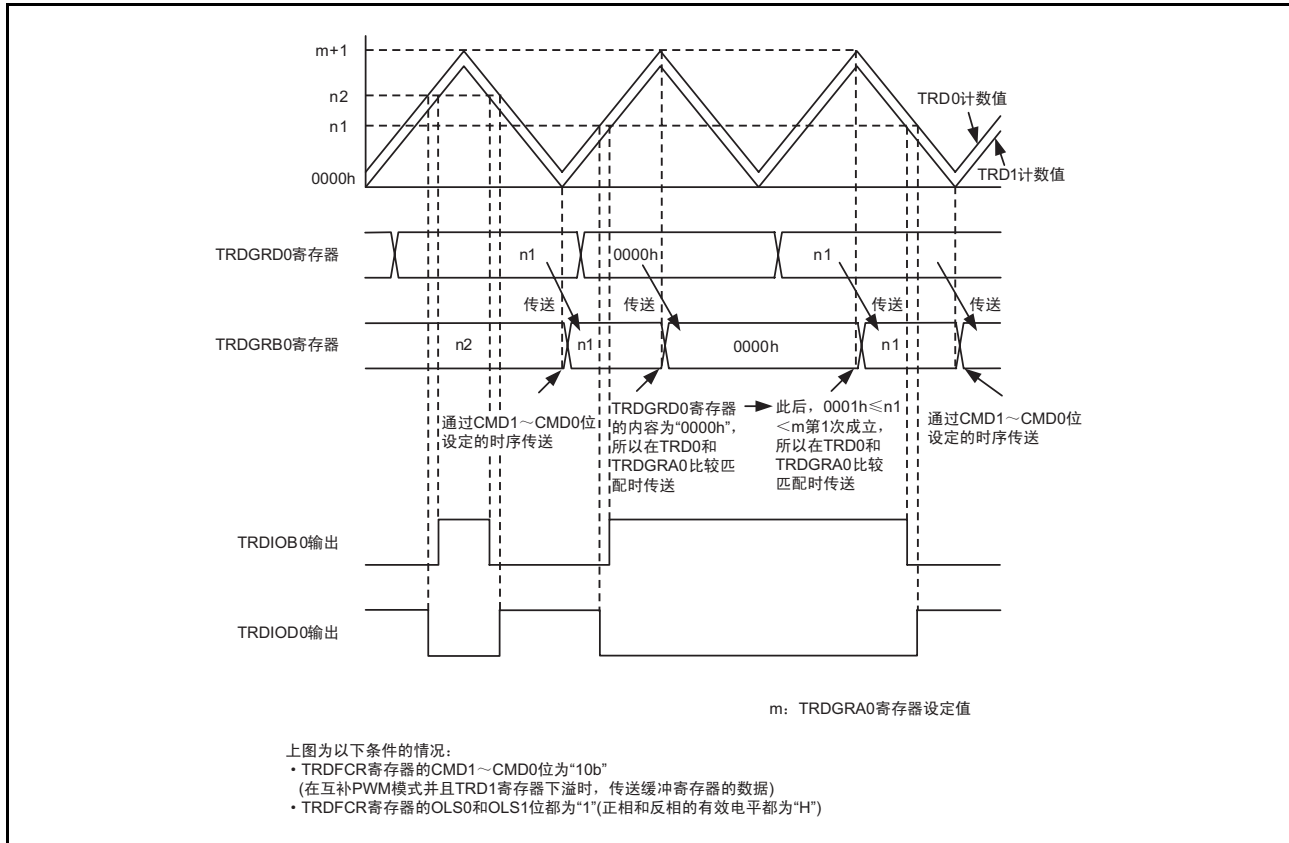 m+1
n2
n1
0000h
TRD0计数值
TRD1计数值
TRDGRD0寄存器
n1
0000h
n1
传送
传送
传送
传送
TRDGRB0寄存器
n2
n1
0000h
n1
通过CMD1～CMD0位
设定的时序传送
TRDGRD0寄存器
的内容为“0000h”，
所以在TRD0和
TRDGRA0比较匹
配时传送
此后，0001h≤n1
＜m第1次成立，
所以在TRD0和
TRDGRA0比较
匹配时传送
通过CMD1～CMD0位
设定的时序传送
TRDIOB0输出
TRDIOD0输出
m：TRDGRA0寄存器设定值
上图为以下条件的情况：
・TRDFCR寄存器的CMD1～CMD0位为“10b”
(在互补PWM模式并且TRD1寄存器下溢时，传送缓冲寄存器的数据)
・TRDFCR寄存器的OLS0和OLS1位都为“1”(正相和反相的有效电平都为“H”)